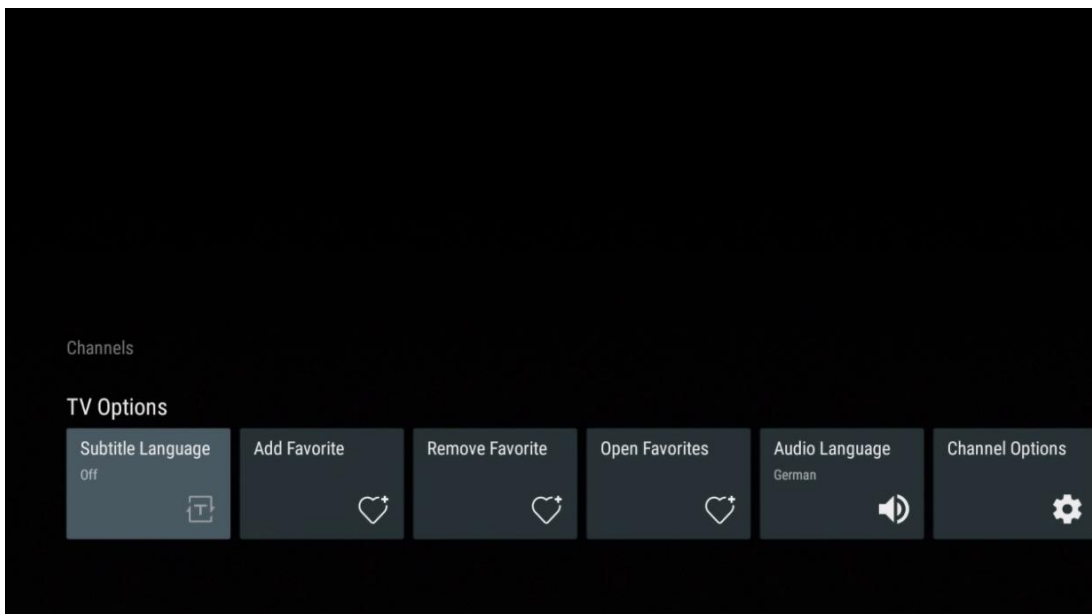 Channels
TV Options
Subtitle Language
Off
Add Favorite
Remove Favorite
Open Favorites
Audio Language
German
Channel Options